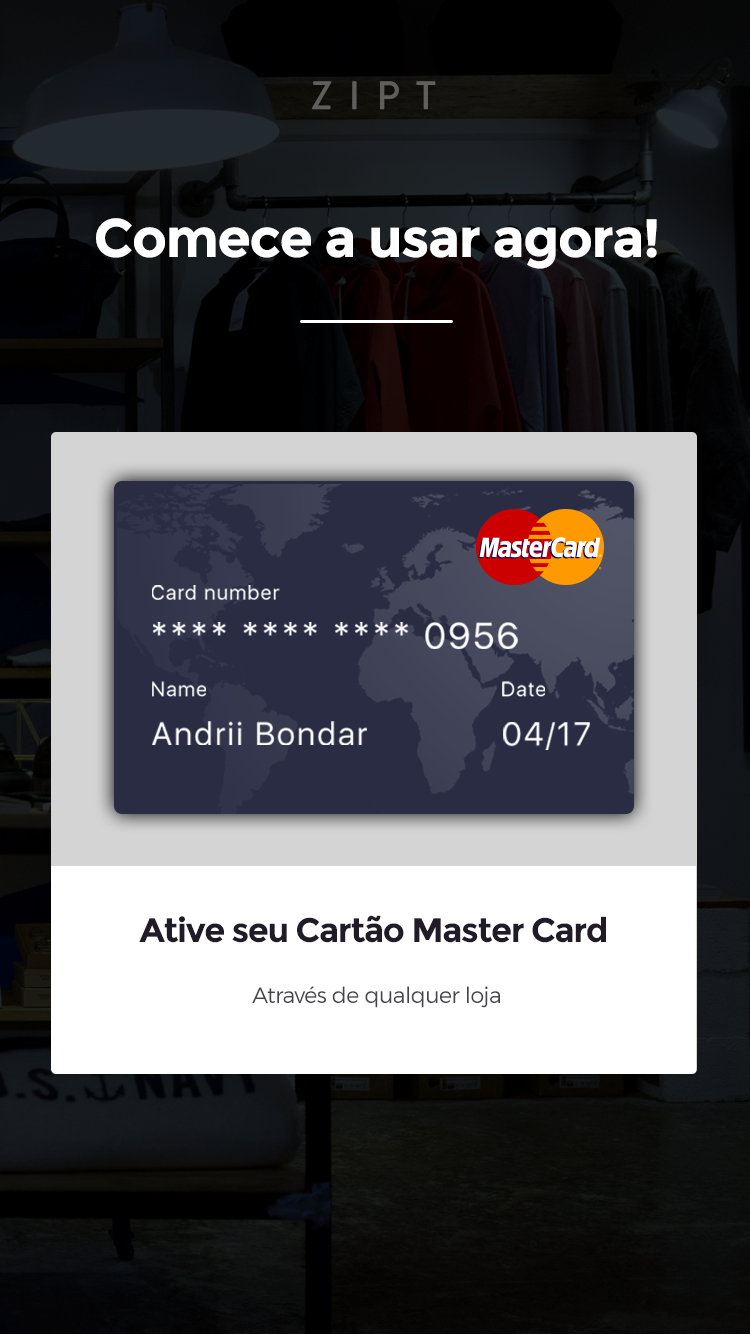 ZIPT
Comece a usar agora!
MasterCard
Card number
**** **** **** 0956
Name
Date
Andrii Bondar
04/17
Ative seu Cartão Master Card
Através de qualquer loja
U.S. NAVY